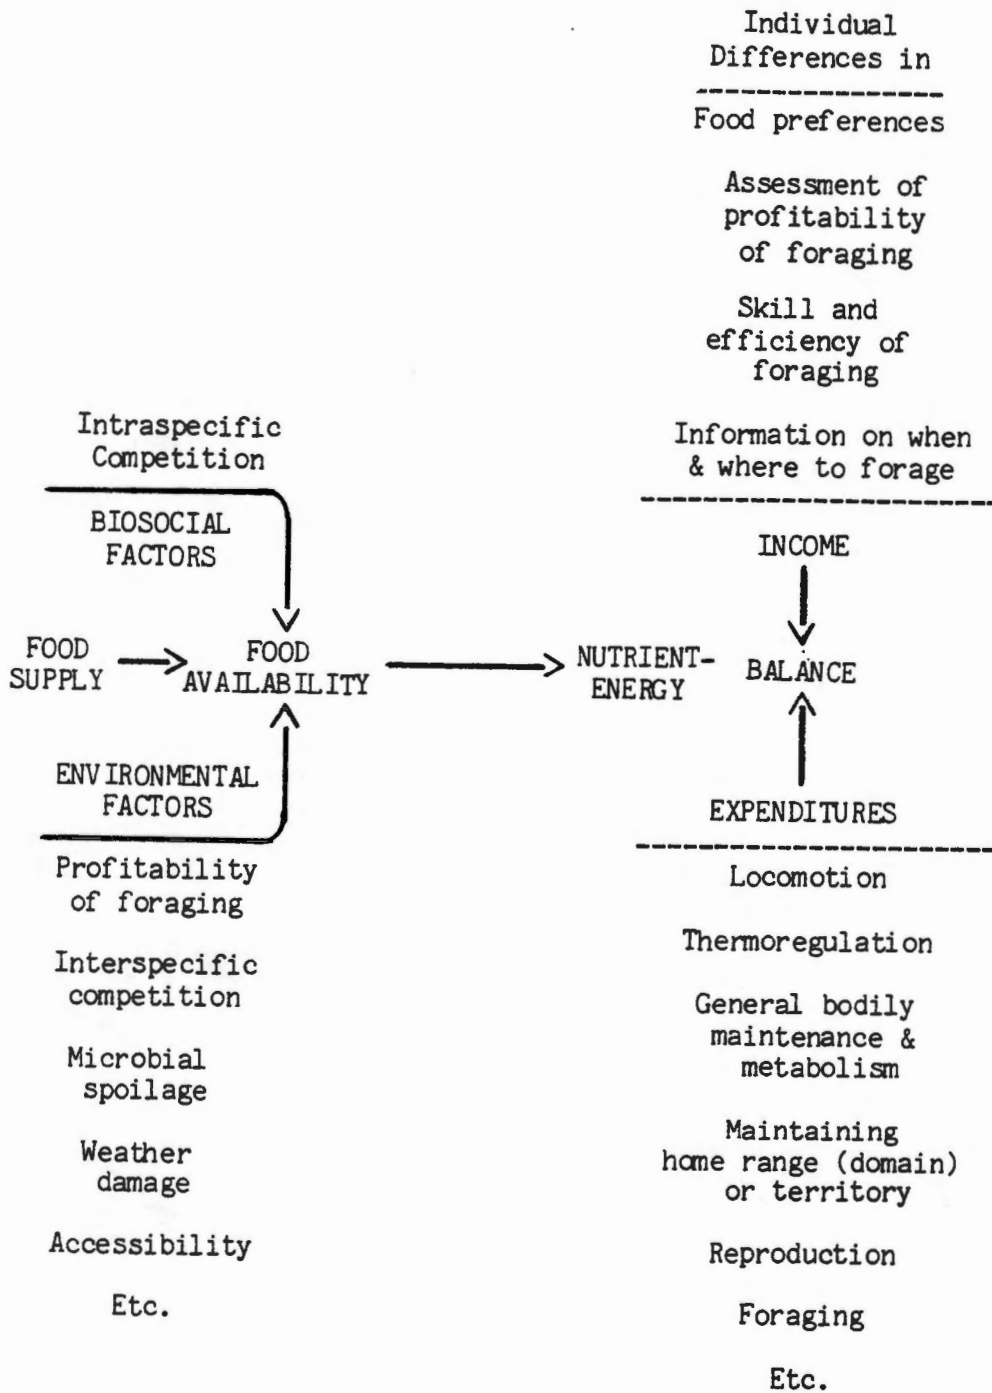 Individual
Differences in
Food preferences
Assessment of
profitability
of foraging
Skill and
efficiency of
foraging
Information on when
& where to forage
INCOME
Intraspecific
Competition
BIOSOCIAL
FACTORS
FOOD
SUPPLY
FOOD
AVAILABILITY
NUTRIENT-
ENERGY
BALANCE
ENVIRONMENTAL
FACTORS
Profitability
of foraging
Interspecific
competition
Microbial
spoilage
Weather
damage
Accessibility
Etc.
EXPENDITURES
Locomotion
Thermoregulation
General bodily
maintenance &
metabolism
Maintaining
home range (domain)
or territory
Reproduction
Foraging
Etc.